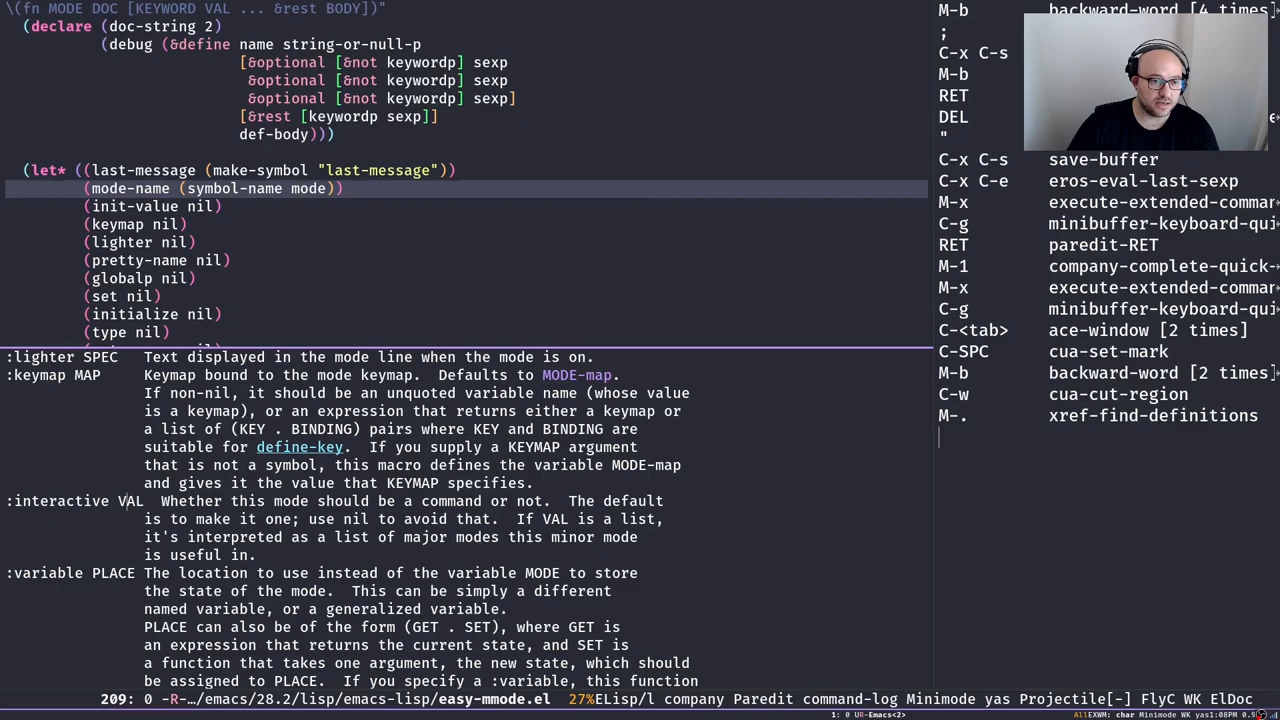 \(fn MODE DOC [KEYWORD VAL ... &rest BODY])"
(declare (doc-string 2)
(debug (&define name string-or-null-p
[&optional [&not keywordp] sexp
&optional [&not keywordp] sexp
&optional [&not keywordp] sexp]
[&rest [keywordp sexp]]
def-body)))
(let* ((last-message (make-symbol "last-message"))
(mode-name (symbol-name mode))
(init-value nil)
(keymap nil)
(lighter nil)
(pretty-name nil)
(globalp nil)
(set nil)
(initialize nil)
(type nil)
:lighter SPEC   Text displayed in the mode line when the mode is on.
:keymap MAP     Keymap bound to the mode keymap.  Defaults to MODE-map.
If non-nil, it should be an unquoted variable name (whose value
is a keymap), or an expression that returns either a keymap or
a list of (KEY . BINDING) pairs where KEY and BINDING are
suitable for define-key.  If you supply a KEYMAP argument
that is not a symbol, this macro defines the variable MODE-map
and gives it the value that KEYMAP specifies.
:interactive VAL  Whether this mode should be a command or not.  The default
is to make it one; use nil to avoid that.  If VAL is a list,
it's interpreted as a list of major modes this minor mode
is useful in.
:variable PLACE The location to use instead of the variable MODE to store
the state of the mode.  This can be simply a different
named variable, or a generalized variable.
PLACE can also be of the form (GET . SET), where GET is
an expression that returns the current state, and SET is
a function that takes one argument, the new state, which should
be assigned to PLACE.  If you specify a :variable, this function
209: 0 -R-…/emacs/28.2/lisp/emacs-lisp/easy-mmode.el  27%ELisp/l company Paredit command-log Minimode yas Projectile[-] FlyC WK ElDoc
M-b backward-word [4 times]
;
C-x C-s
M-b
RET
DEL
"
C-x C-s save-buffer
C-x C-e eros-eval-last-sexp
M-x execute-extended-comman
C-g minibuffer-keyboard-qui
RET paredit-RET
M-1 company-complete-quick-
M-x execute-extended-comman
C-g minibuffer-keyboard-qui
C-<tab> ace-window [2 times]
C-SPC cua-set-mark
M-b backward-word [2 times]
C-w cua-cut-region
M-. xref-find-definitions
1: 0 UR-Emacs<2>
AllEXWM: char Minimode WK yas1:08PM